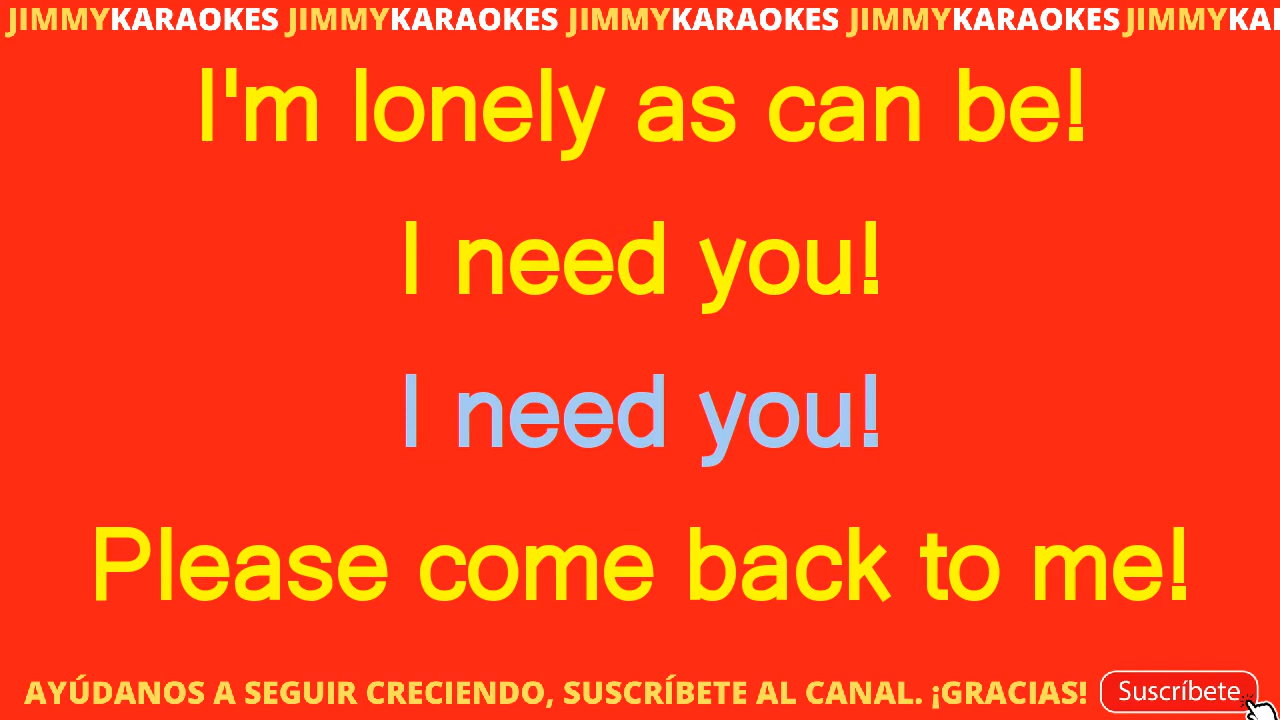 JIMMYKARAOKES JIMMYKARAOKES JIMMYKARAOKES JIMMYKARAOKES JIMMYKA
I'm lonely as can be!
I need you!
I need you!
Please come back to me!
AYÚDANOS A SEGUIR CRECIENDO, SUSCRÍBETE AL CANAL. ¡GRACIAS! Suscríbete